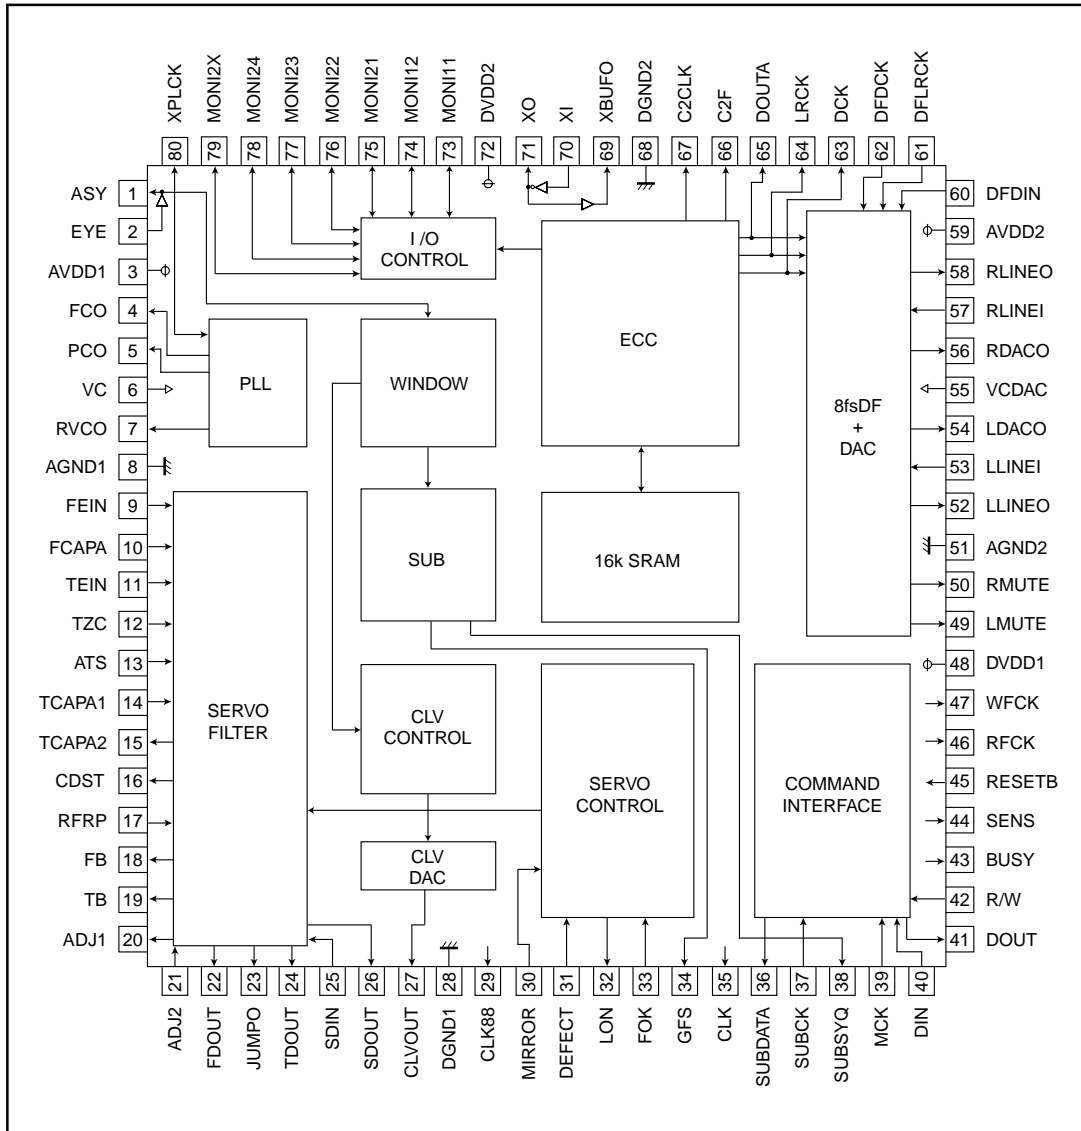 XPLCK
MONI2X
MONI24
MONI23
MONI22
MONI21
MONI12
MONI11
DVDD2
XO
XI
XBUFO
DGND2
C2CLK
C2F
DOUTA
LRCK
DCK
DFDCK
DFLRCK
80
79
78
77
76
75
74
73
72
71
70
69
68
67
66
65
64
63
62
61
ASY 1
EYE 2
AVDD1 3
FCO 4
PCO 5
VC 6
RVCO 7
AGND1 8
FEIN 9
FCAPA 10
TEIN 11
TZC 12
ATS 13
TCAPA1 14
TCAPA2 15
CDST 16
RFRP 17
FB 18
TB 19
ADJ1 20
I /O
CONTROL
PLL
WINDOW
ECC
8fsDF
+
DAC
SUB
16k SRAM
SERVO
FILTER
CLV
CONTROL
SERVO
CONTROL
COMMAND
INTERFACE
CLV
DAC
60 DFDIN
59 AVDD2
58 RLINEO
57 RLINEI
56 RDACO
55 VCDAC
54 LDACO
53 LLINEI
52 LLINEO
51 AGND2
50 RMUTE
49 LMUTE
48 DVDD1
47 WFCK
46 RFCK
45 RESETB
44 SENS
43 BUSY
42 R/W
41 DOUT
21
22
23
24
25
26
27
28
29
30
31
32
33
34
35
36
37
38
39
40
ADJ2
FDOUT
JUMPO
TDOUT
SDIN
SDOUT
CLVOUT
DGND1
CLK88
MIRROR
DEFECT
LON
FOK
GFS
CLK
SUBDATA
SUBCK
SUBSYQ
MCK
DIN